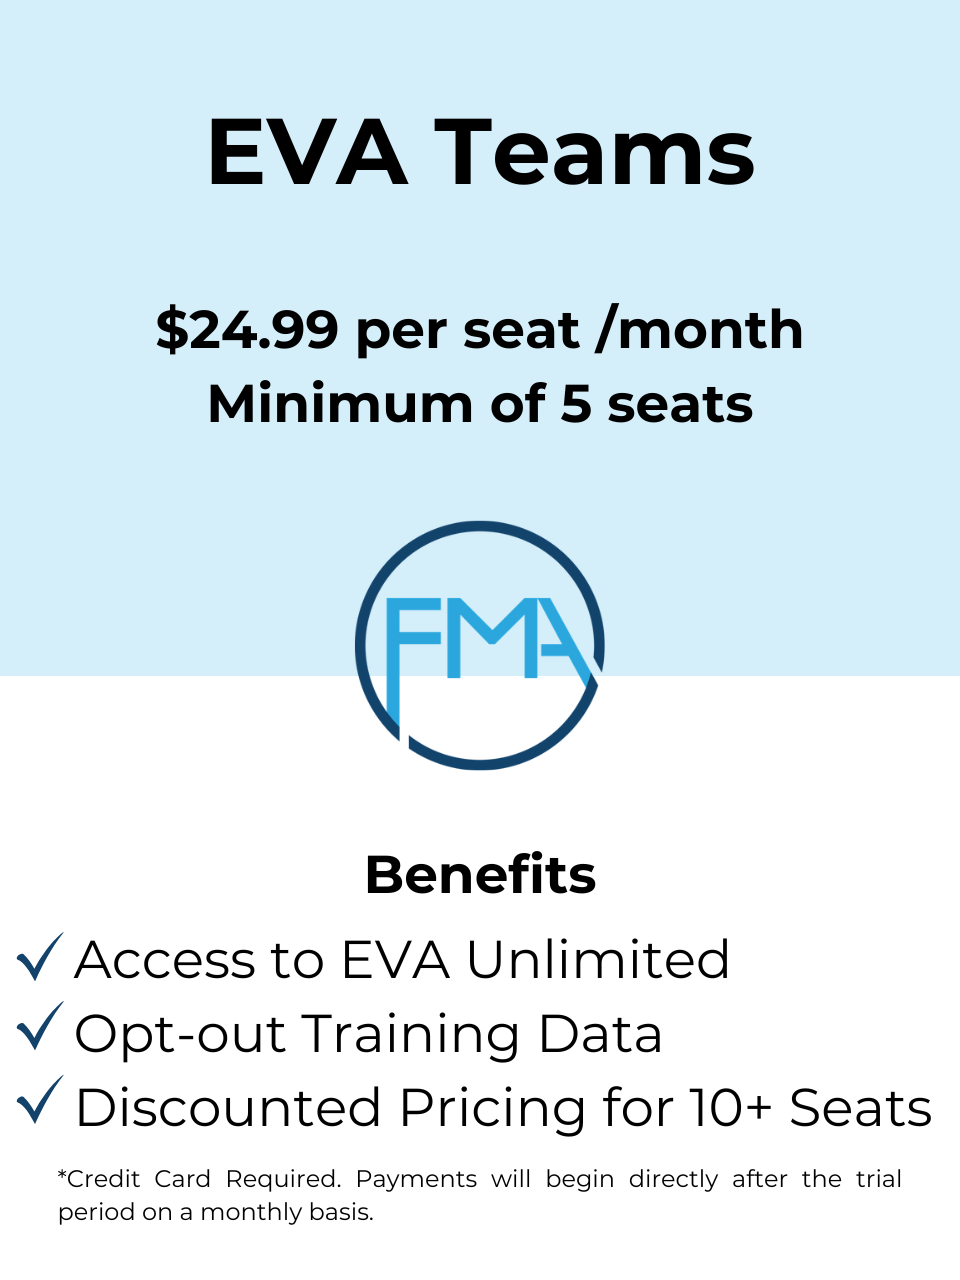 EVA Teams
$24.99 per seat /month
Minimum of 5 seats
FMA
Benefits
Access to EVA Unlimited
Opt-out Training Data
Discounted Pricing for 10+ Seats
*Credit Card Required. Payments will begin directly after the trial
period on a monthly basis.